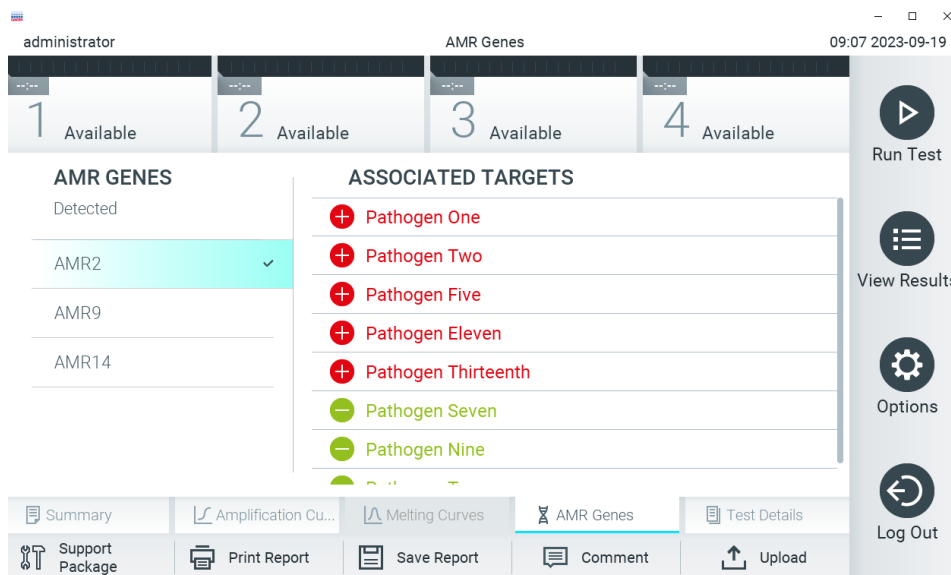 administrator
AMR Genes
09:07 2023-09-19
--:--
1 Available
--:--
2 Available
--:--
3 Available
--:--
4 Available
Run Test
View Results
Options
Log Out
AMR GENES
Detected
AMR2
AMR9
AMR14
ASSOCIATED TARGETS
Pathogen One
Pathogen Two
Pathogen Five
Pathogen Eleven
Pathogen Thirteenth
Pathogen Seven
Pathogen Nine
Summary
Amplification Cu...
Melting Curves
AMR Genes
Test Details
Support
Package
Print Report
Save Report
Comment
Upload